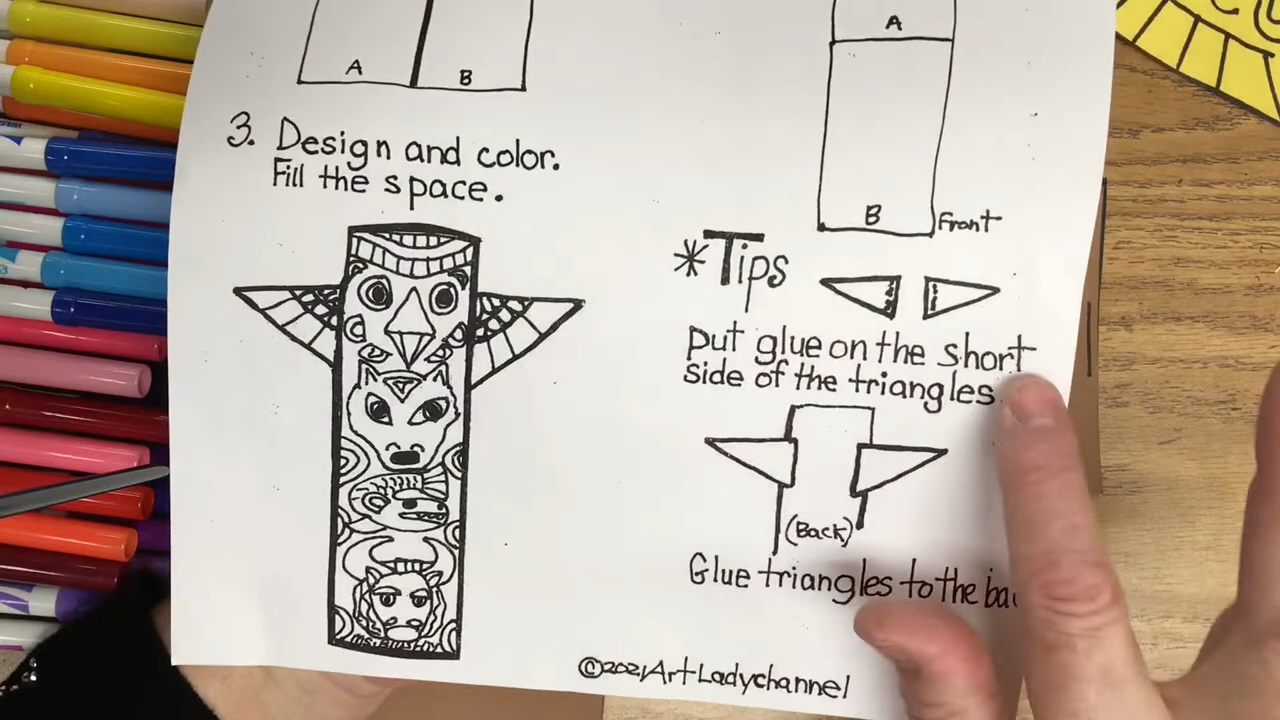 A B
3. Design and color.
Fill the space.
A
B Front
*Tips
put glue on the short
side of the triangles.
(Back)
Glue triangles to the
©2021ArtLadychannel